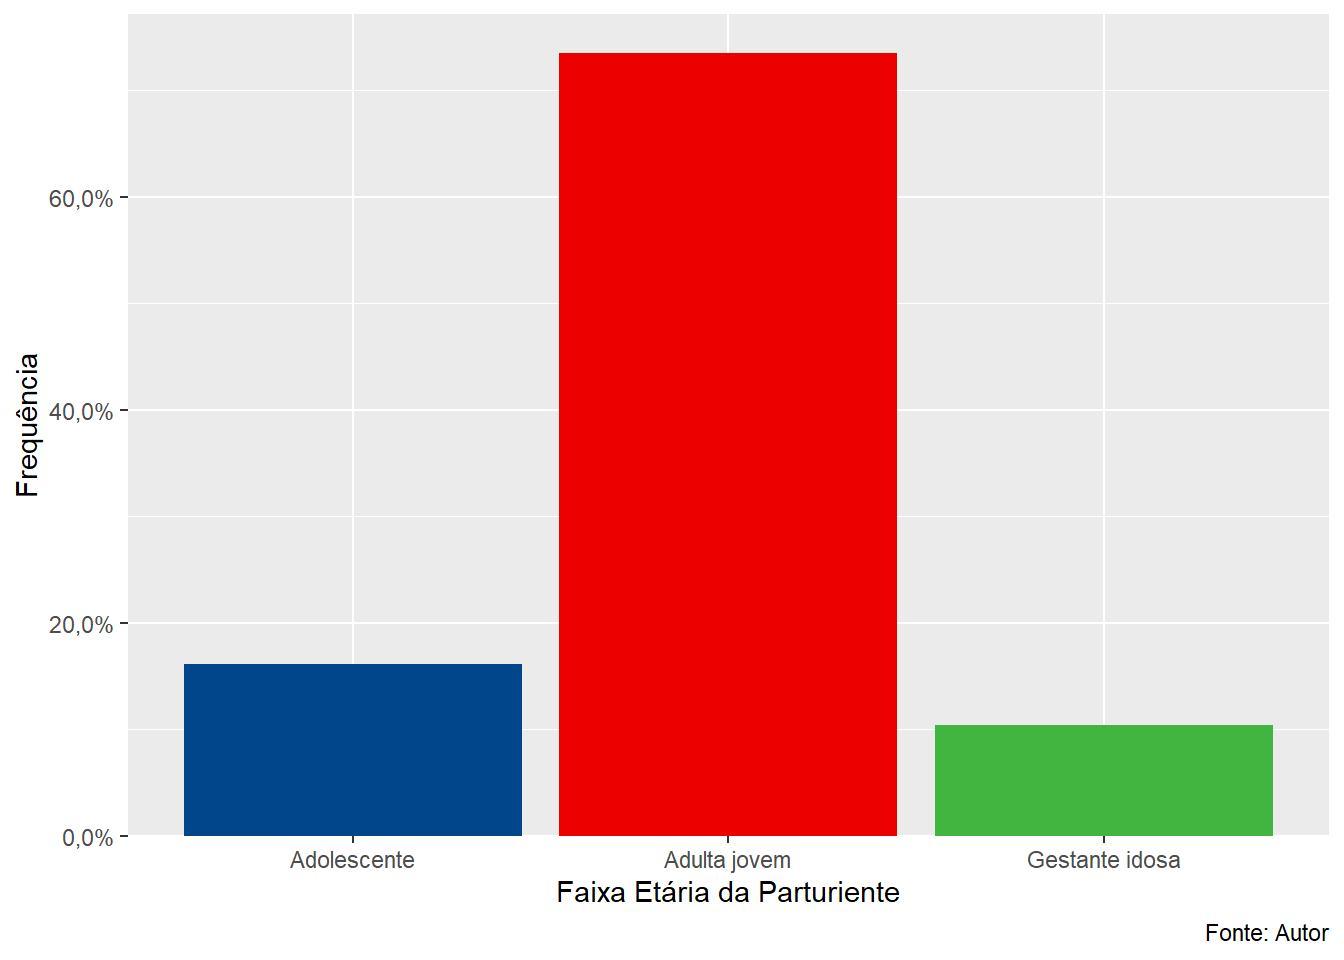 Frequência
60,0%
40,0%
20,0%
0,0%
Adolescente
Adulta jovem
Gestante idosa
Faixa Etária da Parturiente
Fonte: Autor